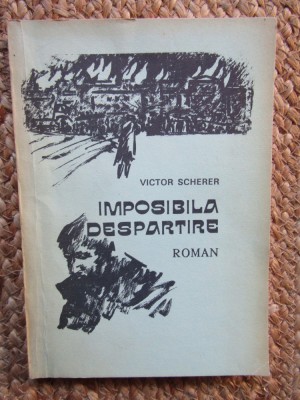 VICTOR SCHERER
IMPOSIBILA
DESPARTIRE
ROMAN